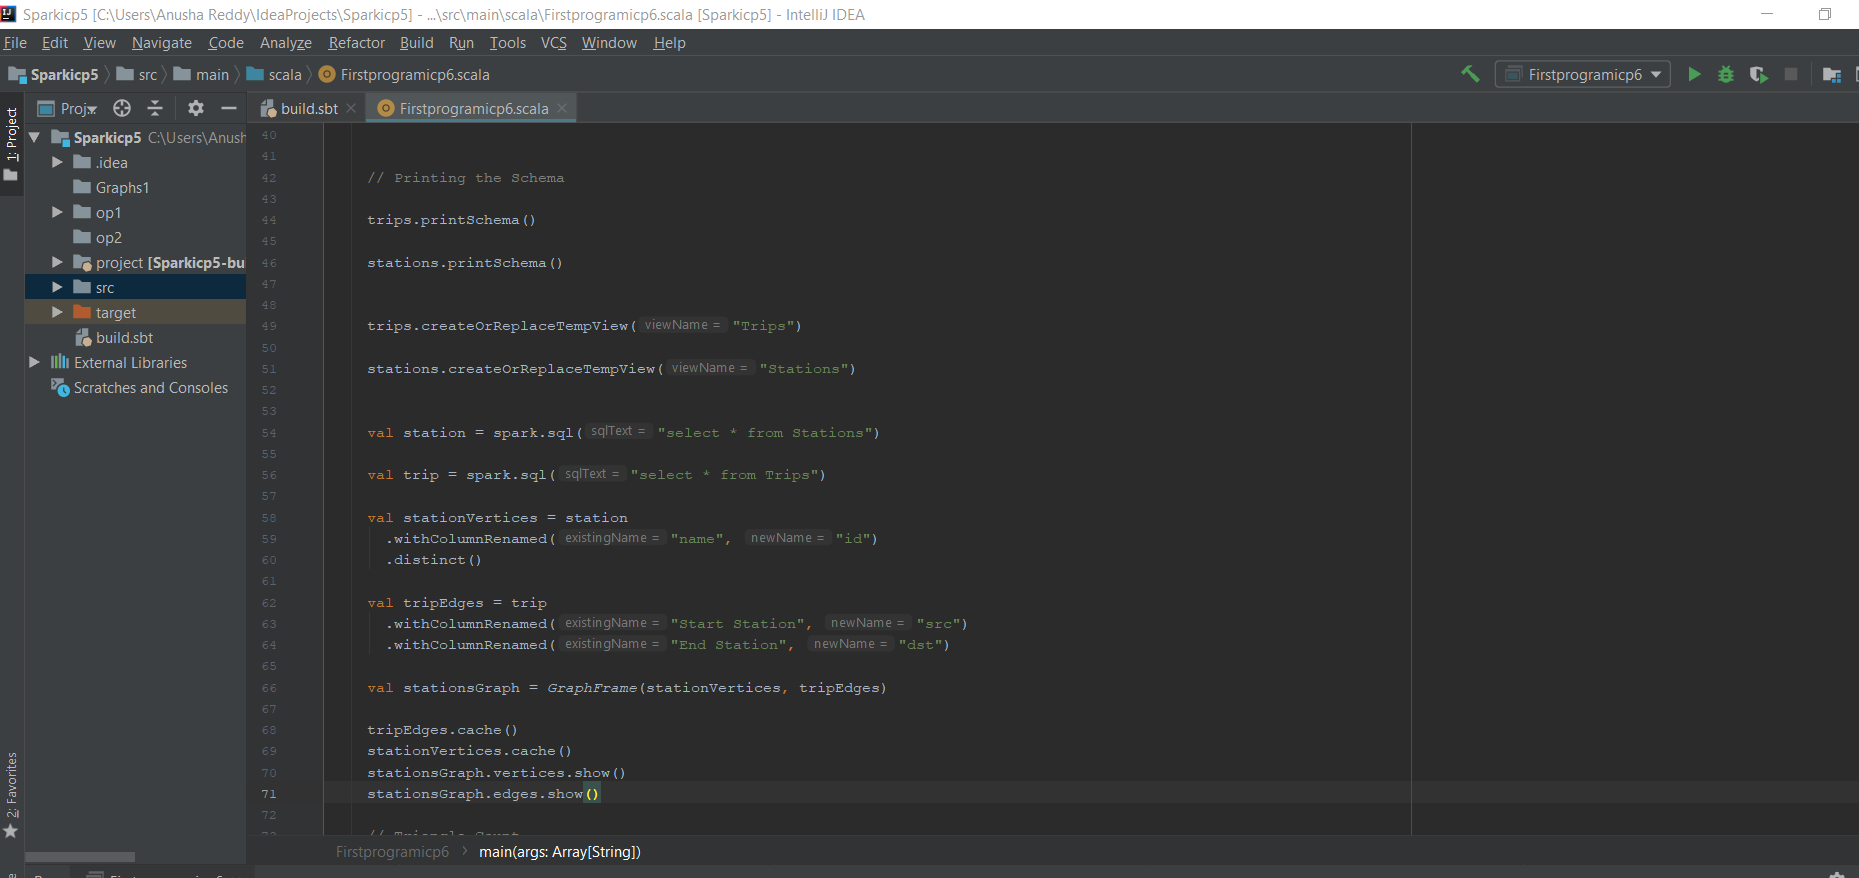 Sparkicp5 [C:\Users\Anusha Reddy\IdeaProjects\Sparkicp5] - ...\src\main\scala\Firstprogramicp6.scala [Sparkicp5] - IntelliJ IDEA
File Edit View Navigate Code Analyze Refactor Build Run Tools VCS Window Help
Sparkicp5 src main scala Firstprogramicp6.scala Firstprogramicp6
1: Project
Proj
build.sbt Firstprogramicp6.scala
Sparkicp5 C:\Users\Anush
.idea
Graphs1
op1
op2
project [Sparkicp5-bu
src
target
build.sbt
External Libraries
Scratches and Consoles
2: Favorites
40
41
42 // Printing the Schema
43
44 trips.printSchema()
45
46 stations.printSchema()
47
48
49 trips.createOrReplaceTempView( viewName = "Trips")
50
51 stations.createOrReplaceTempView( viewName = "Stations")
52
53
54 val station = spark.sql( sqlText = "select * from Stations")
55
56 val trip = spark.sql( sqlText = "select * from Trips")
57
58 val stationVertices = station
59 .withColumnRenamed( existingName = "name", newName = "id")
60 .distinct()
61
62 val tripEdges = trip
63 .withColumnRenamed( existingName = "Start Station", newName = "src")
64 .withColumnRenamed( existingName = "End Station", newName = "dst")
65
66 val stationsGraph = GraphFrame(stationVertices, tripEdges)
67
68 tripEdges.cache()
69 stationVertices.cache()
70 stationsGraph.vertices.show()
71 stationsGraph.edges.show()
72
// Triangle Count
Firstprogramicp6 main(args: Array[String])